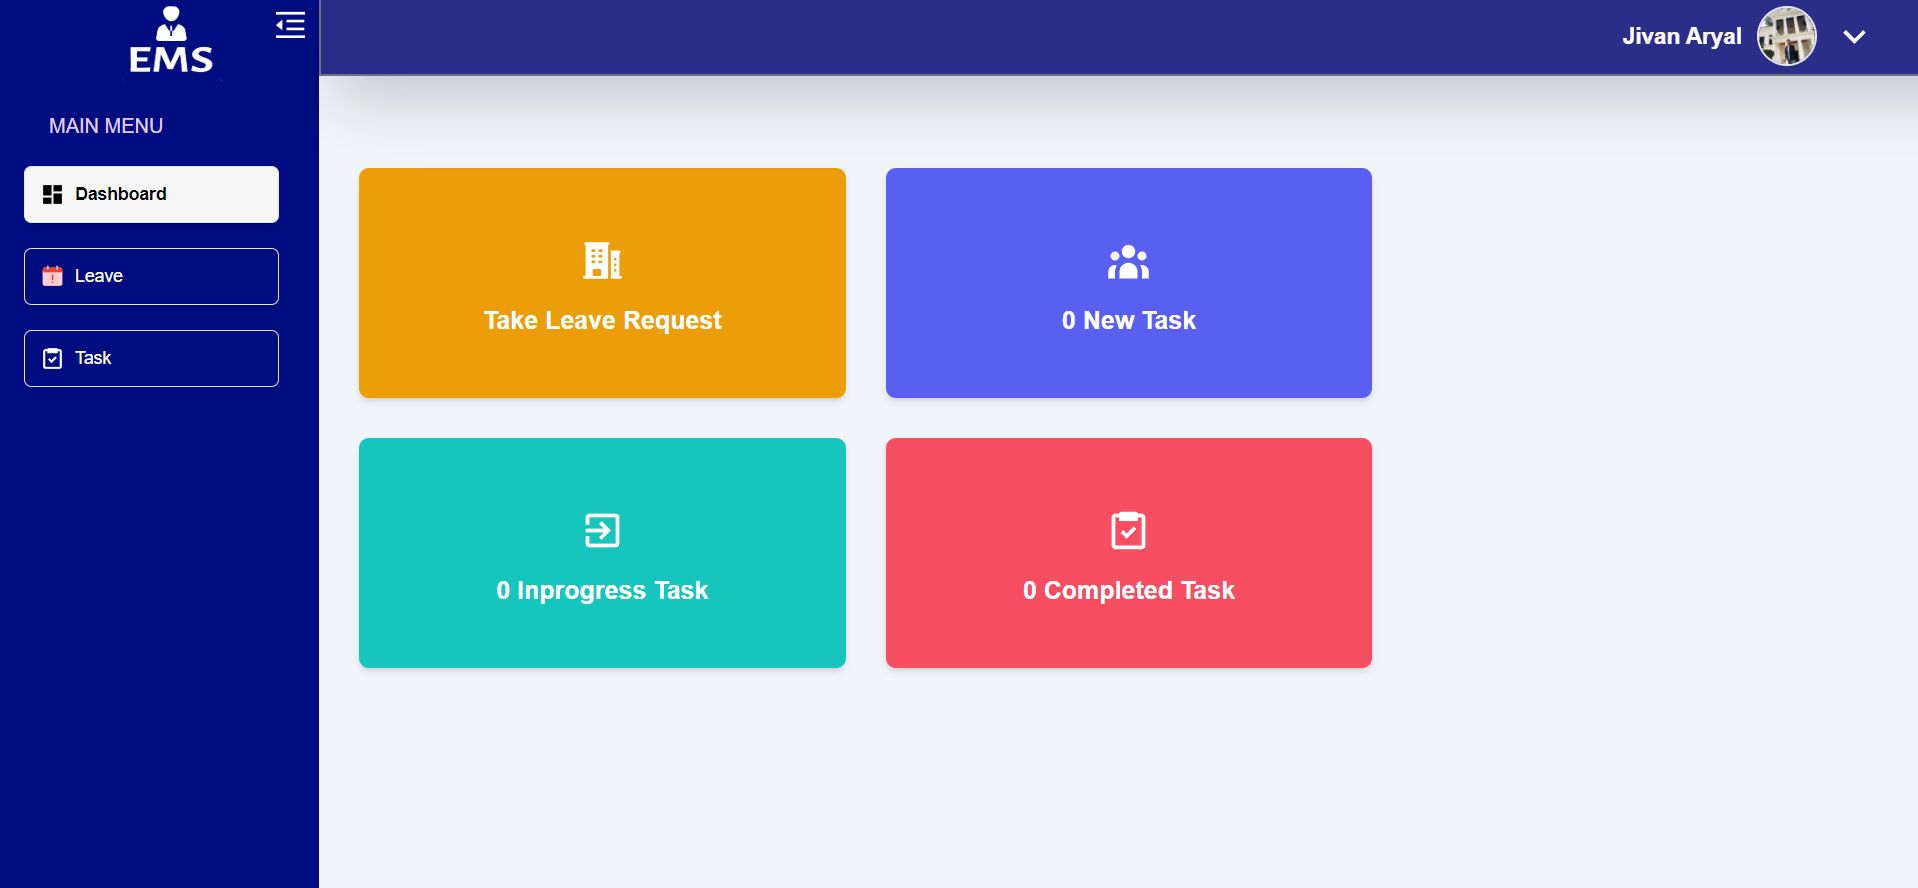 EMS
Jivan Aryal
MAIN MENU
Dashboard
Leave
Task
Take Leave Request
0 New Task
0 Inprogress Task
0 Completed Task